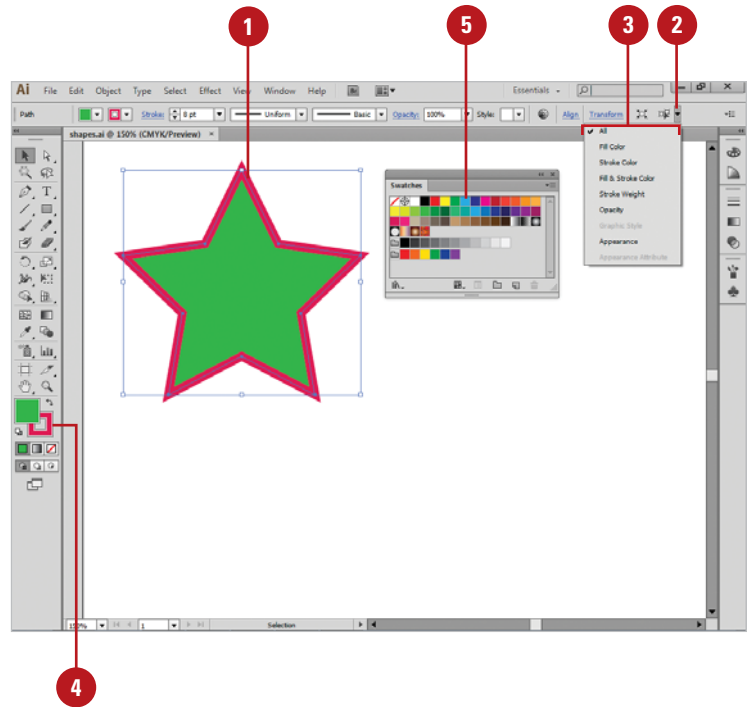 1 5 3 2
Ai File Edit Object Type Select Effect View Window Help Br Essentials
Path Stroke: 8 pt Uniform Basic Opacity: 100% Style: Align Transform
shapes.ai @ 150% (CMYK/Preview) ×
All
Fill Color
Stroke Color
Fill & Stroke Color
Stroke Weight
Opacity
Graphic Style
Appearance
Appearance Attribute
Swatches
T
150% 1 Selection
4